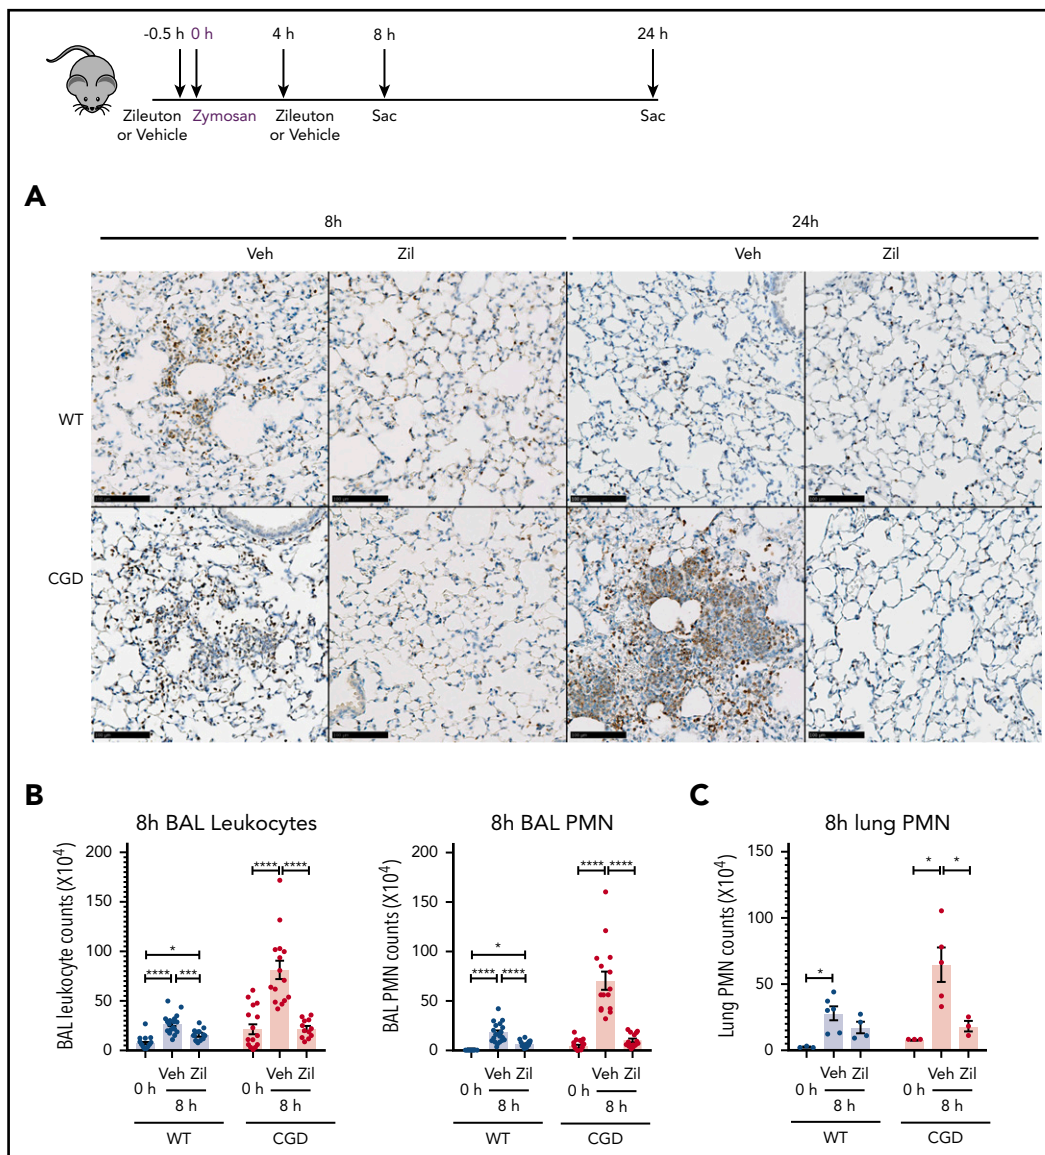 -0.5 h 0 h 4 h 8 h 24 h
Zileuton Zymosan Zileuton Sac Sac
or Vehicle or Vehicle
A
8h 24h
Veh Zil Veh Zil
WT
CGD
B
8h BAL Leukocytes
BAL leukocyte counts (X10⁴)
200
150
100
50
0
**** ****
*
**** ***
Veh Zil Veh Zil
0 h 0 h
8 h 8 h
WT CGD
8h BAL PMN
BAL PMN counts (X10⁴)
200
150
100
50
0
**** ****
*
**** ****
Veh Zil Veh Zil
0 h 0 h
8 h 8 h
WT CGD
C
8h lung PMN
Lung PMN counts (X10⁴)
150
100
50
0
* *
*
Veh Zil Veh Zil
0 h 0 h
8 h 8 h
WT CGD